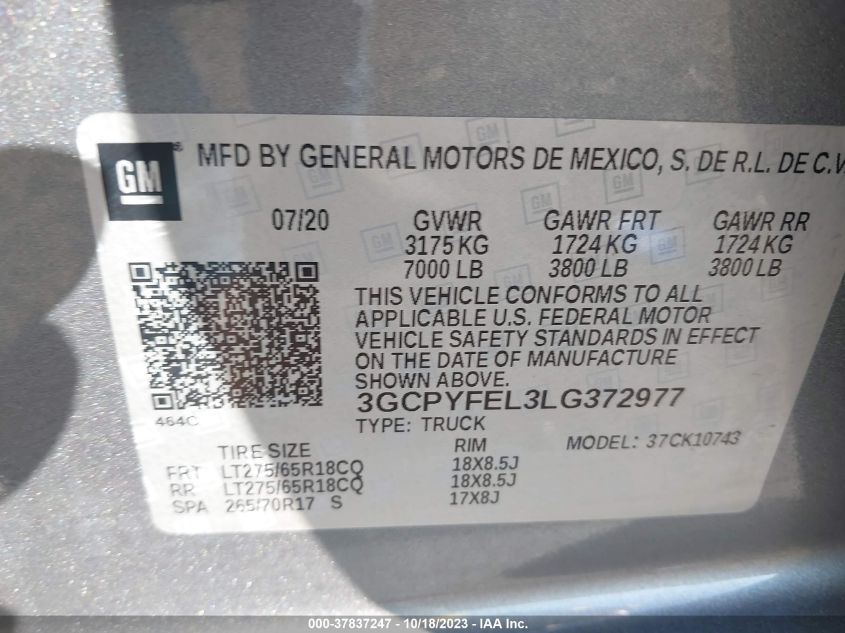 GM
MFD BY GENERAL MOTORS DE MEXICO, S. DE R.L. DE C.V.
07/20 GVWR GAWR FRT GAWR RR
3175 KG 1724 KG 1724 KG
7000 LB 3800 LB 3800 LB
THIS VEHICLE CONFORMS TO ALL
APPLICABLE U.S. FEDERAL MOTOR
VEHICLE SAFETY STANDARDS IN EFFECT
ON THE DATE OF MANUFACTURE
SHOWN ABOVE.
3GCPYFEL3LG372977
464C
TYPE: TRUCK
MODEL: 37CK10743
TIRE SIZE RIM
FRT LT275/65R18CQ 18X8.5J
RR LT275/65R18CQ 18X8.5J
SPA 265/70R17 S 17X8J
000-37837247 - 10/18/2023 - IAA Inc.